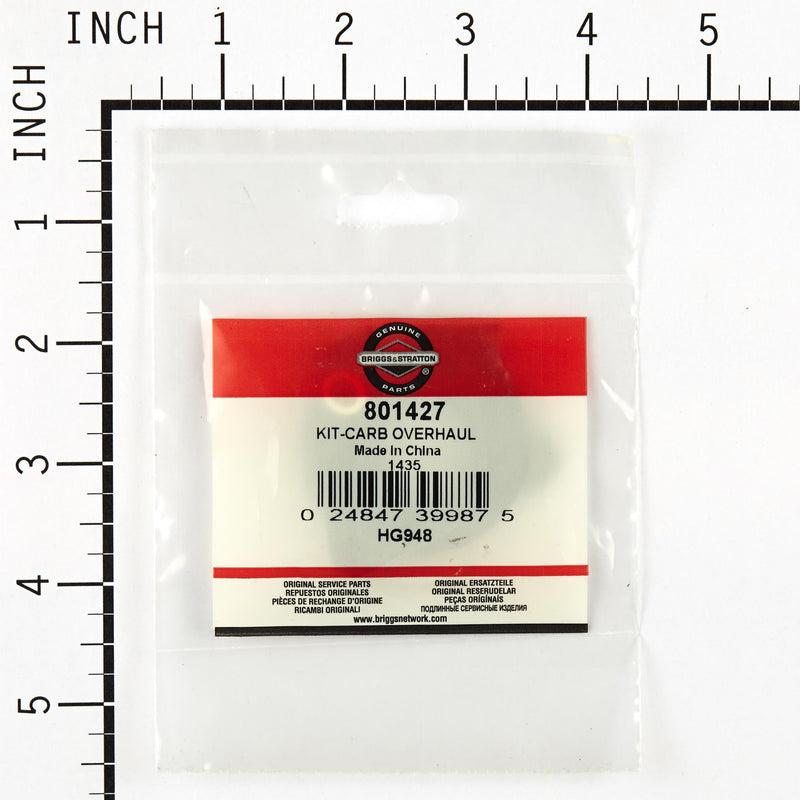 INCH 1 2 3 4 5
INCH
1
2
3
4
5
GENUINE
BRIGGS&STRATTON
®
PARTS
801427
KIT-CARB OVERHAUL
Made In China
1435
0 24847 39987 5
HG948
ORIGINAL SERVICE PARTS
REPUESTOS ORIGINALES
PIÈCES DE RECHANGE D'ORIGINE
RICAMBI ORIGINALI
ORIGINAL ERSATZTEILE
ORIGINAL RESERUDELAR
PEÇAS ORÍGÍNAIS
ПОДЛИННЫЕ СЕРВИСНЫЕ ИЗДЕЛИЯ
www.briggsnetwork.com